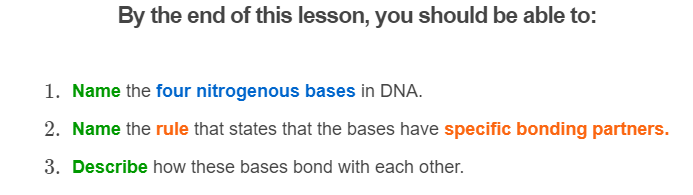 By the end of this lesson, you should be able to:
1. Name the four nitrogenous bases in DNA.
2. Name the rule that states that the bases have specific bonding partners.
3. Describe how these bases bond with each other.